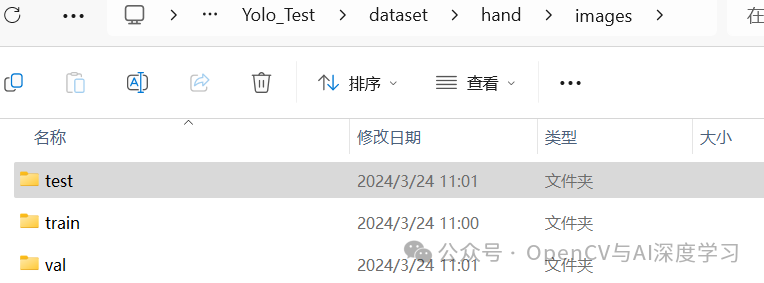 Yolo_Test > dataset > hand > images > 在
排序 查看
名称 修改日期 类型 大小
test 2024/3/24 11:01 文件夹
train 2024/3/24 11:00 文件夹
val 2024/3/24 11:01 文件夹
公众号 · OpenCV与AI深度学习